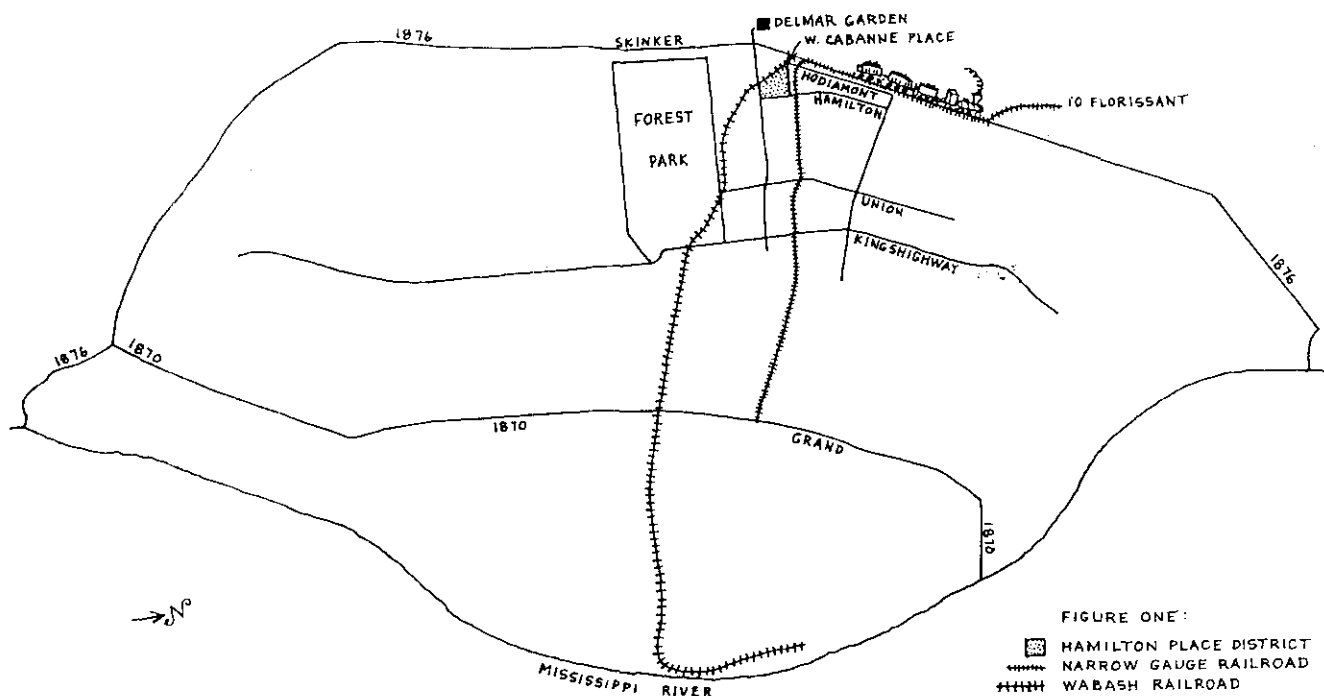 DELMAR GARDEN
W. CABANNE PLACE
1876
SKINKER
HODIAMONT
HAMILTON
TO FLORISSANT
FOREST
PARK
UNION
KINGSHIGHWAY
1876
1876
1870
1870
GRAND
1870
N
MISSISSIPPI RIVER
FIGURE ONE:
HAMILTON PLACE DISTRICT
NARROW GAUGE RAILROAD
WABASH RAILROAD